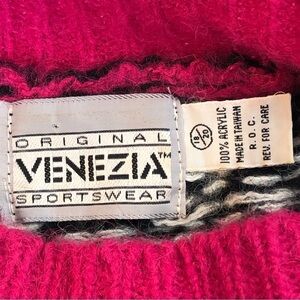 ORIGINAL
VENEZIA™
SPORTSWEAR
18/20
100% ACRYLIC
MADE IN TAIWAN
R. O. C.
REV. FOR CARE